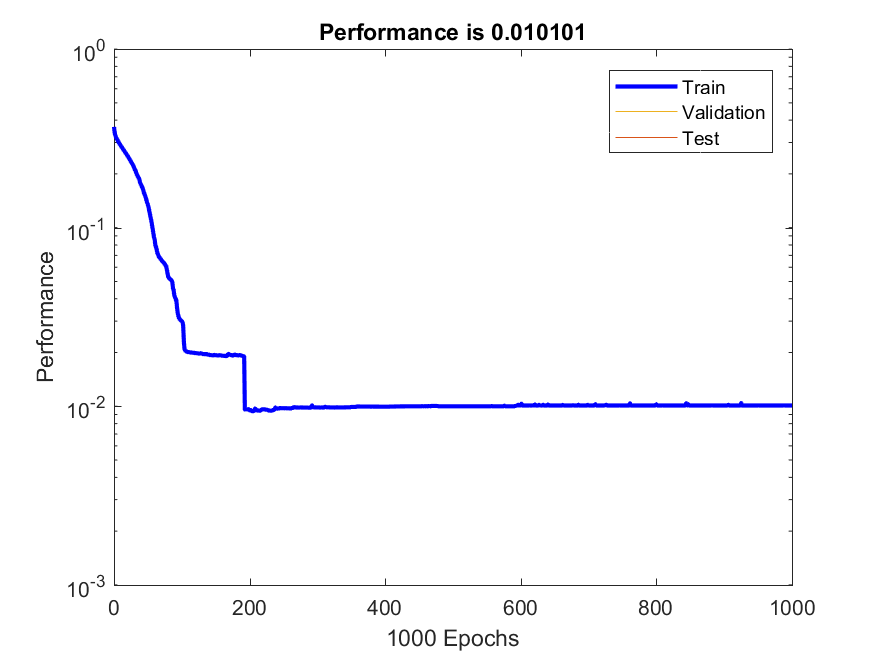 Performance is 0.010101
10^0
10^-1
10^-2
10^-3
Performance
Train
Validation
Test
0
200
400
600
800
1000
1000 Epochs